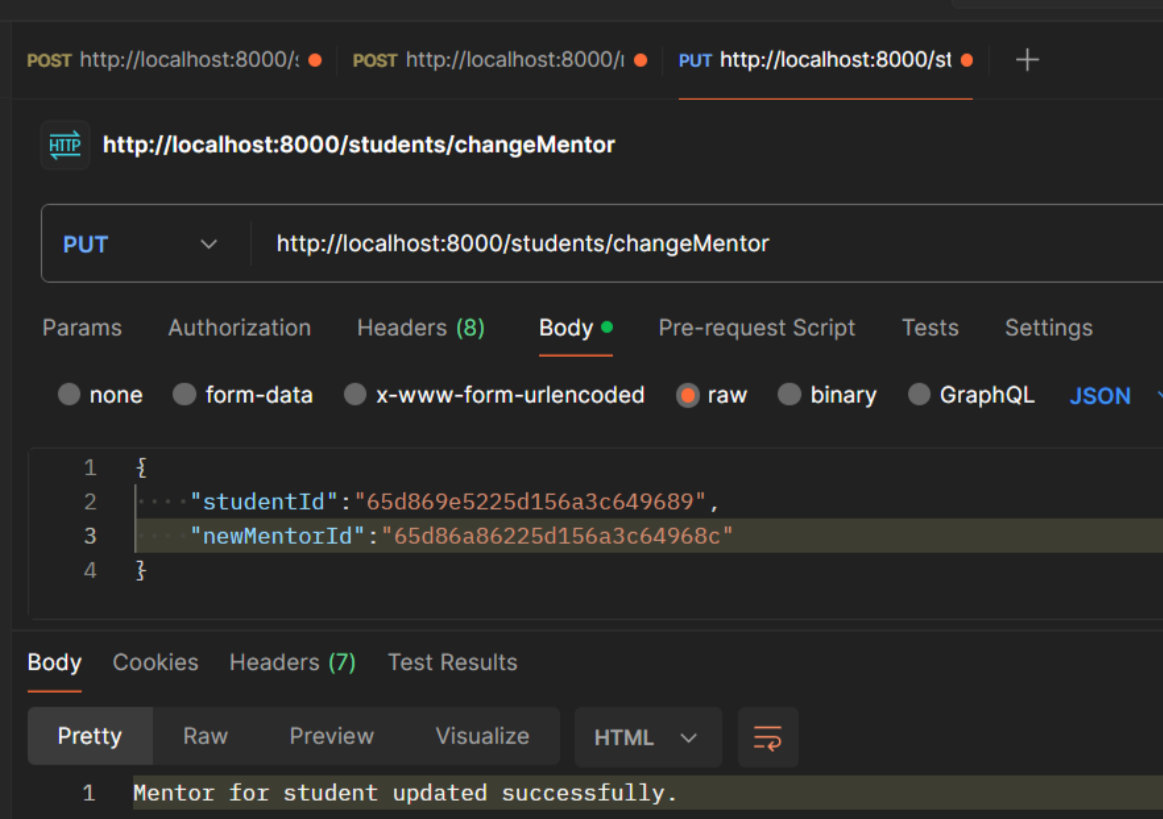 POST http://localhost:8000/s POST http://localhost:8000/ PUT http://localhost:8000/st +
HTTP http://localhost:8000/students/changeMentor
PUT http://localhost:8000/students/changeMentor
Params Authorization Headers (8) Body Pre-request Script Tests Settings
none form-data x-www-form-urlencoded raw binary GraphQL JSON
1 {
2 "studentId":"65d869e5225d156a3c649689",
3 "newMentorId":"65d86a86225d156a3c64968c"
4 }
Body Cookies Headers (7) Test Results
Pretty Raw Preview Visualize HTML
1 Mentor for student updated successfully.